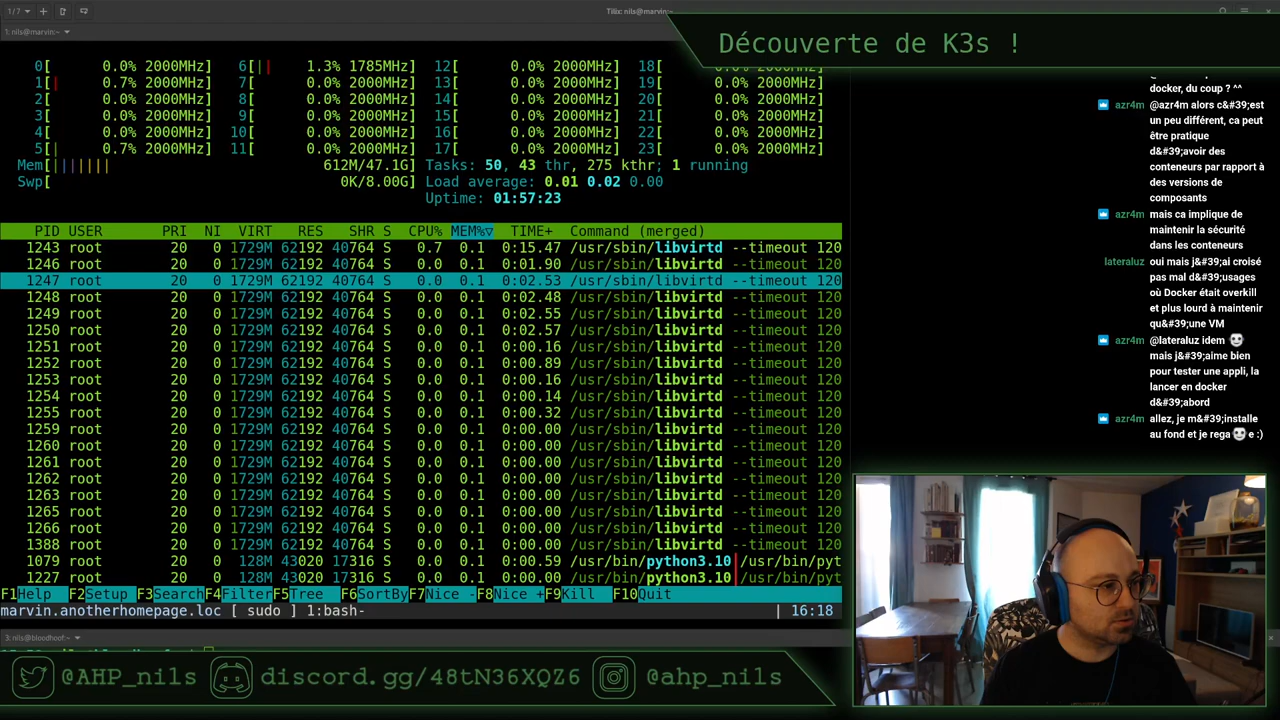 1/7
Tilix: nils@marvin:~
1: nils@marvin:~
Découverte de K3s !
0[ 0.0% 2000MHz] 6[|| 1.3% 1785MHz] 12[ 0.0% 2000MHz] 18[
1[| 0.7% 2000MHz] 7[ 0.0% 2000MHz] 13[ 0.0% 2000MHz] 19[ 0.0% 2000MHz]
2[ 0.0% 2000MHz] 8[ 0.0% 2000MHz] 14[ 0.0% 2000MHz] 20[ 0.0% 2000MHz]
3[ 0.0% 2000MHz] 9[ 0.0% 2000MHz] 15[ 0.0% 2000MHz] 21[ 0.0% 2000MHz]
4[ 0.0% 2000MHz] 10[ 0.0% 2000MHz] 16[ 0.0% 2000MHz] 22[ 0.0% 2000MHz]
5[| 0.7% 2000MHz] 11[ 0.0% 2000MHz] 17[ 0.0% 2000MHz] 23[ 0.0% 2000MHz]
Mem[||||||| 612M/47.1G] Tasks: 50, 43 thr, 275 kthr; 1 running
Swp[ 0K/8.00G] Load average: 0.01 0.02 0.00
Uptime: 01:57:23
PID USER PRI NI VIRT RES SHR S CPU% MEM%▽ TIME+ Command (merged)
1243 root 20 0 1729M 62192 40764 S 0.7 0.1 0:15.47 /usr/sbin/libvirtd --timeout 120
1246 root 20 0 1729M 62192 40764 S 0.0 0.1 0:01.90 /usr/sbin/libvirtd --timeout 120
1247 root 20 0 1729M 62192 40764 S 0.0 0.1 0:02.53 /usr/sbin/libvirtd --timeout 120
1248 root 20 0 1729M 62192 40764 S 0.0 0.1 0:02.48 /usr/sbin/libvirtd --timeout 120
1249 root 20 0 1729M 62192 40764 S 0.0 0.1 0:02.55 /usr/sbin/libvirtd --timeout 120
1250 root 20 0 1729M 62192 40764 S 0.0 0.1 0:02.57 /usr/sbin/libvirtd --timeout 120
1251 root 20 0 1729M 62192 40764 S 0.0 0.1 0:00.16 /usr/sbin/libvirtd --timeout 120
1252 root 20 0 1729M 62192 40764 S 0.0 0.1 0:00.89 /usr/sbin/libvirtd --timeout 120
1253 root 20 0 1729M 62192 40764 S 0.0 0.1 0:00.16 /usr/sbin/libvirtd --timeout 120
1254 root 20 0 1729M 62192 40764 S 0.0 0.1 0:00.14 /usr/sbin/libvirtd --timeout 120
1255 root 20 0 1729M 62192 40764 S 0.0 0.1 0:00.32 /usr/sbin/libvirtd --timeout 120
1259 root 20 0 1729M 62192 40764 S 0.0 0.1 0:00.00 /usr/sbin/libvirtd --timeout 120
1260 root 20 0 1729M 62192 40764 S 0.0 0.1 0:00.00 /usr/sbin/libvirtd --timeout 120
1261 root 20 0 1729M 62192 40764 S 0.0 0.1 0:00.00 /usr/sbin/libvirtd --timeout 120
1262 root 20 0 1729M 62192 40764 S 0.0 0.1 0:00.00 /usr/sbin/libvirtd --timeout 120
1265 root 20 0 1729M 62192 40764 S 0.0 0.1 0:00.00 /usr/sbin/libvirtd --timeout 120
1266 root 20 0 1729M 62192 40764 S 0.0 0.1 0:00.00 /usr/sbin/libvirtd --timeout 120
1388 root 20 0 1729M 62192 40764 S 0.0 0.1 0:00.00 /usr/sbin/libvirtd --timeout 120
1079 root 20 0 128M 43020 17316 S 0.0 0.1 0:00.59 /usr/bin/python3.10│/usr/bin/pyt
1227 root 20 0 128M 43020 17316 S 0.0 0.1 0:00.00 /usr/bin/python3.10│/usr/bin/pyt
F1Help F2Setup F3SearchF4FilterF5Tree F6SortByF7Nice -F8Nice +F9Kill F10Quit
marvin.anotherhomepage.loc [ sudo ] 1:bash- | 16:18
3: nils@bloodhoof:~
docker, du coup ? ^^
azr4m @azr4m alors c&#39;est
un peu différent, ca peut
être pratique
d&#39;avoir des
conteneurs par rapport à
des versions de
composants
azr4m mais ca implique de
maintenir la sécurité
dans les conteneurs
lateraluz oui mais j&#39;ai croisé
pas mal d&#39;usages
où Docker était overkill
et plus lourd à maintenir
qu&#39;une VM
azr4m @lateraluz idem
mais j&#39;aime bien
pour tester une appli, la
lancer en docker
d&#39;abord
azr4m allez, je m&#39;installe
au fond et je rega e :)
@AHP_nils discord.gg/48tN36XQZ6 @ahp_nils